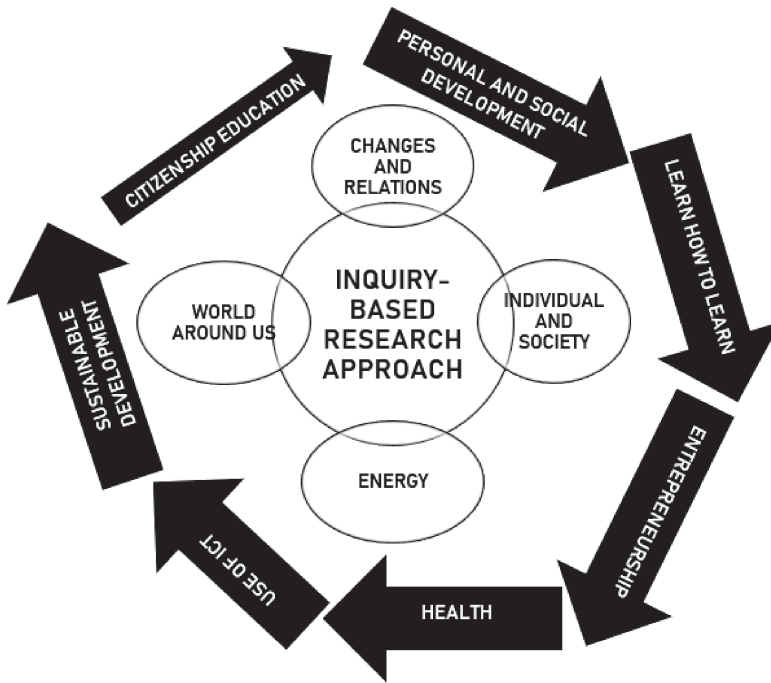 CITIZENSHIP EDUCATION
PERSONAL AND SOCIAL
DEVELOPMENT
LEARN HOW TO LEARN
ENTREPRENEURSHIP
HEALTH
USE OF ICT
SUSTAINABLE
DEVELOPMENT
CHANGES
AND
RELATIONS
INQUIRY-
BASED
RESEARCH
APPROACH
WORLD
AROUND US
INDIVIDUAL
AND
SOCIETY
ENERGY